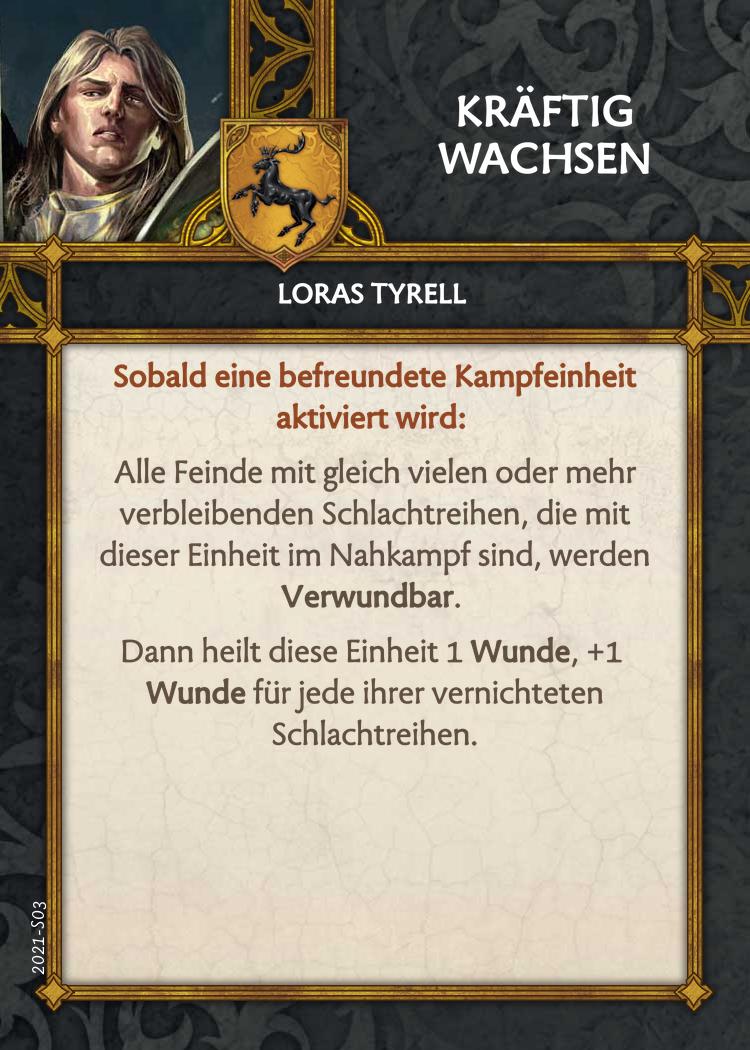 KRÄFTIG
WACHSEN
LORAS TYRELL
Sobald eine befreundete Kampfeinheit
aktiviert wird:
Alle Feinde mit gleich vielen oder mehr
verbleibenden Schlachtreihen, die mit
dieser Einheit im Nahkampf sind, werden
Verwundbar.
Dann heilt diese Einheit 1 Wunde, +1
Wunde für jede ihrer vernichteten
Schlachtreihen.
2021-S03